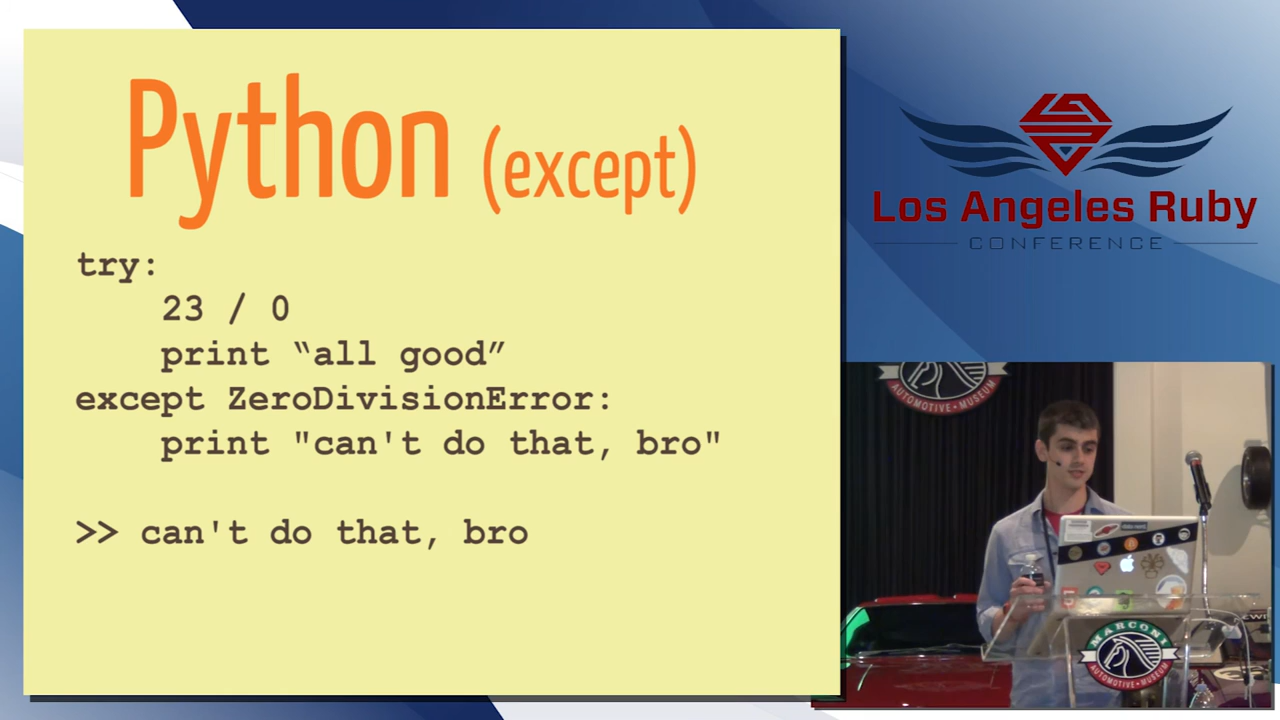 Python (except)
try:
    23 / 0
    print “all good”
except ZeroDivisionError:
    print "can't do that, bro"
>> can't do that, bro
Los Angeles Ruby
CONFERENCE
AUTOMOTIVE • MUSEUM
MARCONI
AUTOMOTIVE • MUSEUM